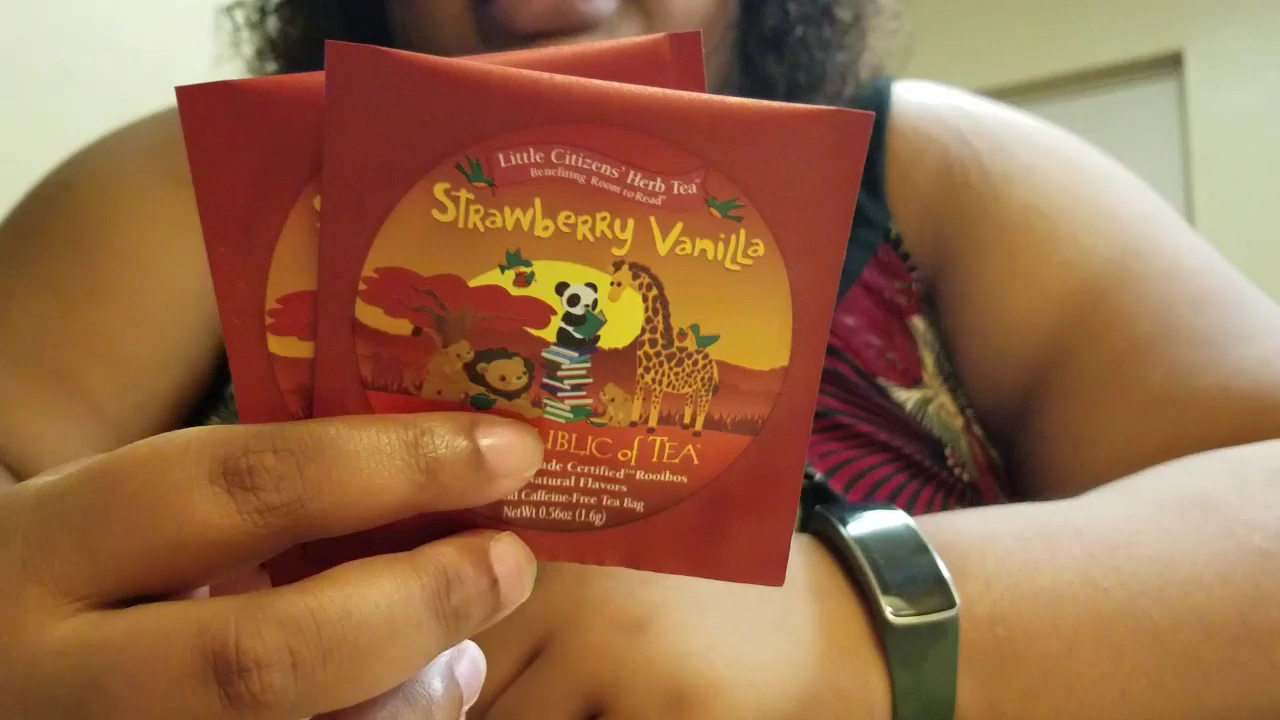 Little Citizens' Herb Tea™
Benefiting Room to Read®
Strawberry Vanilla
of TEA®
Certified™ Rooibos
Natural Flavors
Caffeine-Free Tea Bag
NetWt 0.56oz (1.6g)